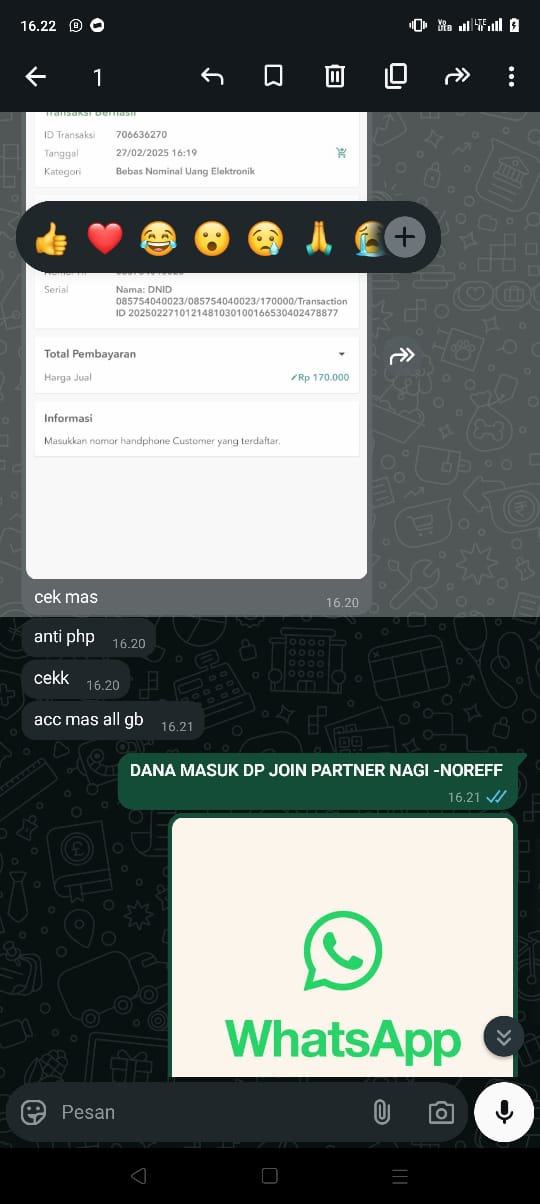 16.22
Vo LTE
LTE
1
Transaksi Berhasil
ID Transaksi 706636270
Tanggal 27/02/2025 16:19
Kategori Bebas Nominal Uang Elektronik
Serial Nama: DNID
085754040023/085754040023/170000/Transaction
ID 2025022710121481030100166530402478877
Total Pembayaran
Harga Jual Rp 170.000
Informasi
Masukkan nomor handphone Customer yang terdaftar.
cek mas
16.20
anti php 16.20
cekk 16.20
acc mas all gb 16.21
DANA MASUK DP JOIN PARTNER NAGI -NOREFF
16.21
WhatsApp
Pesan